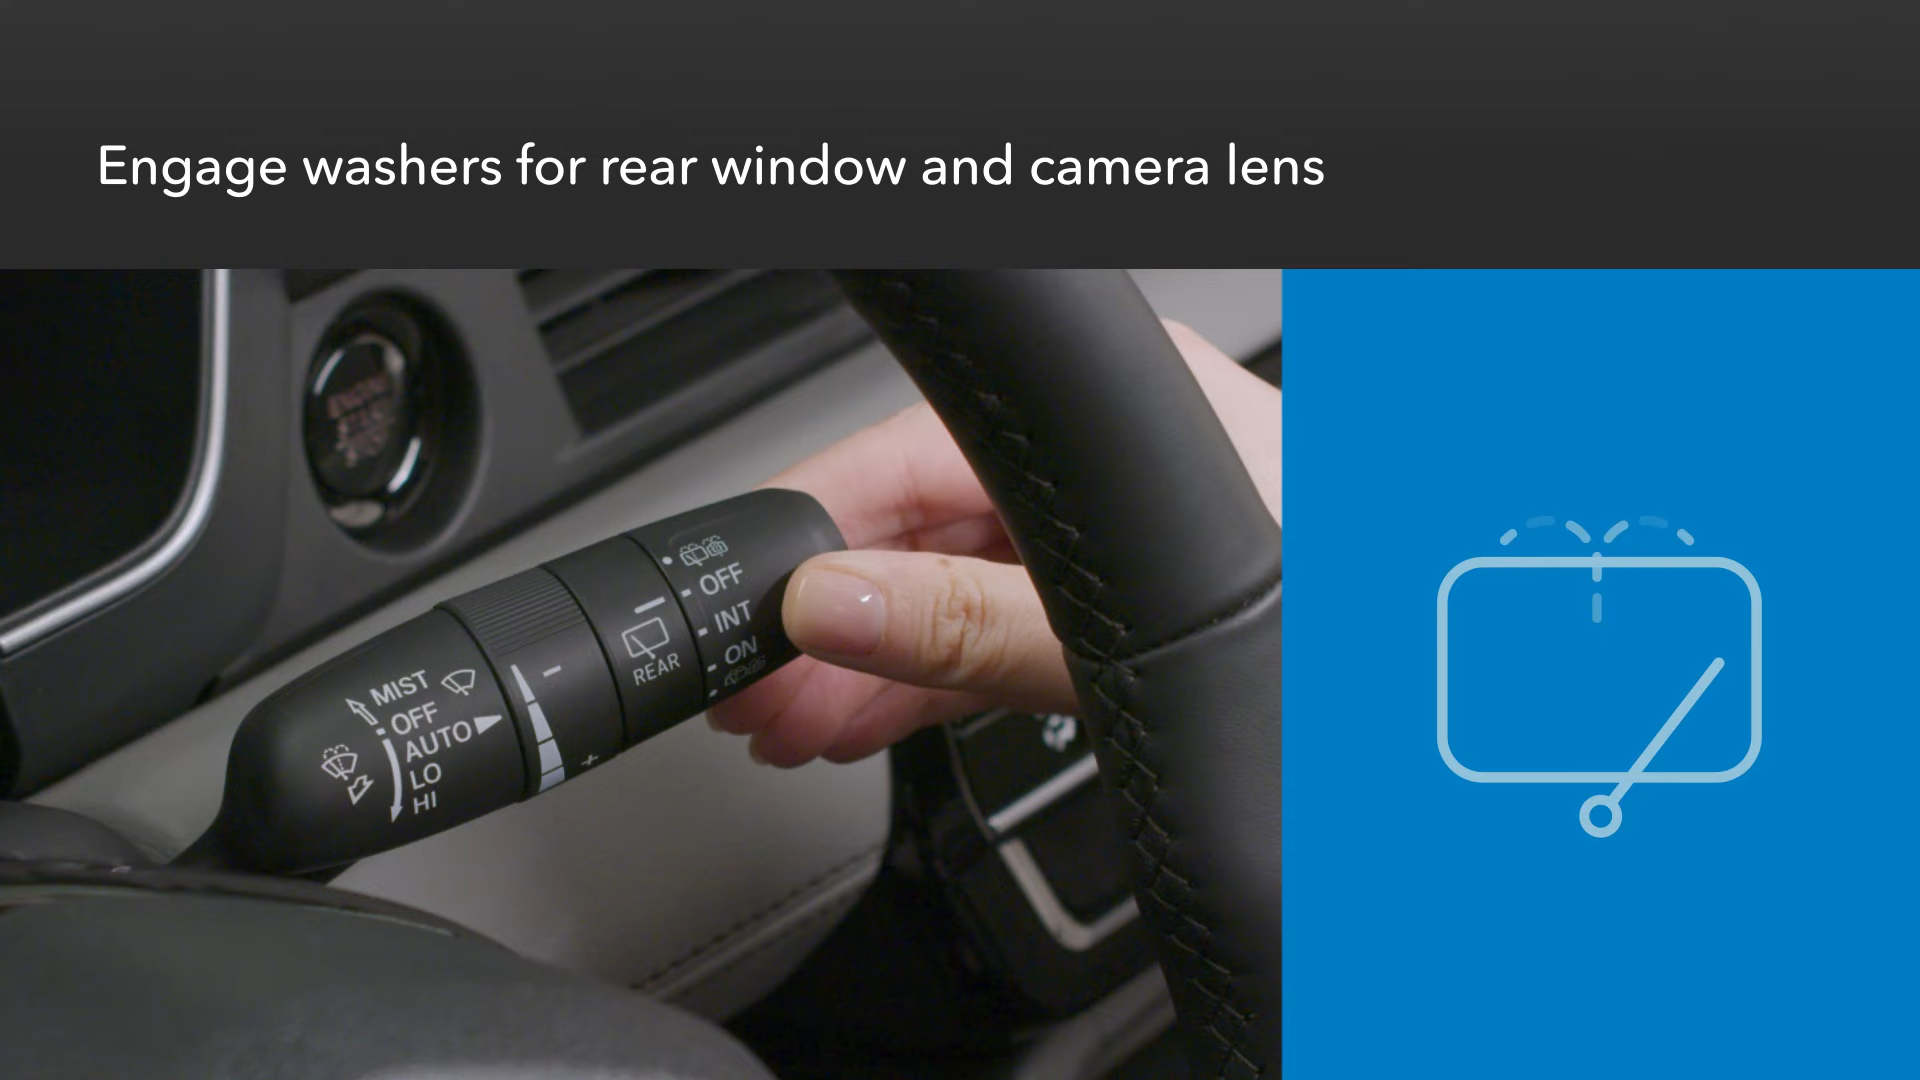 Engage washers for rear window and camera lens
OFF
INT
ON
REAR
−
+
MIST
OFF
AUTO
LO
HI